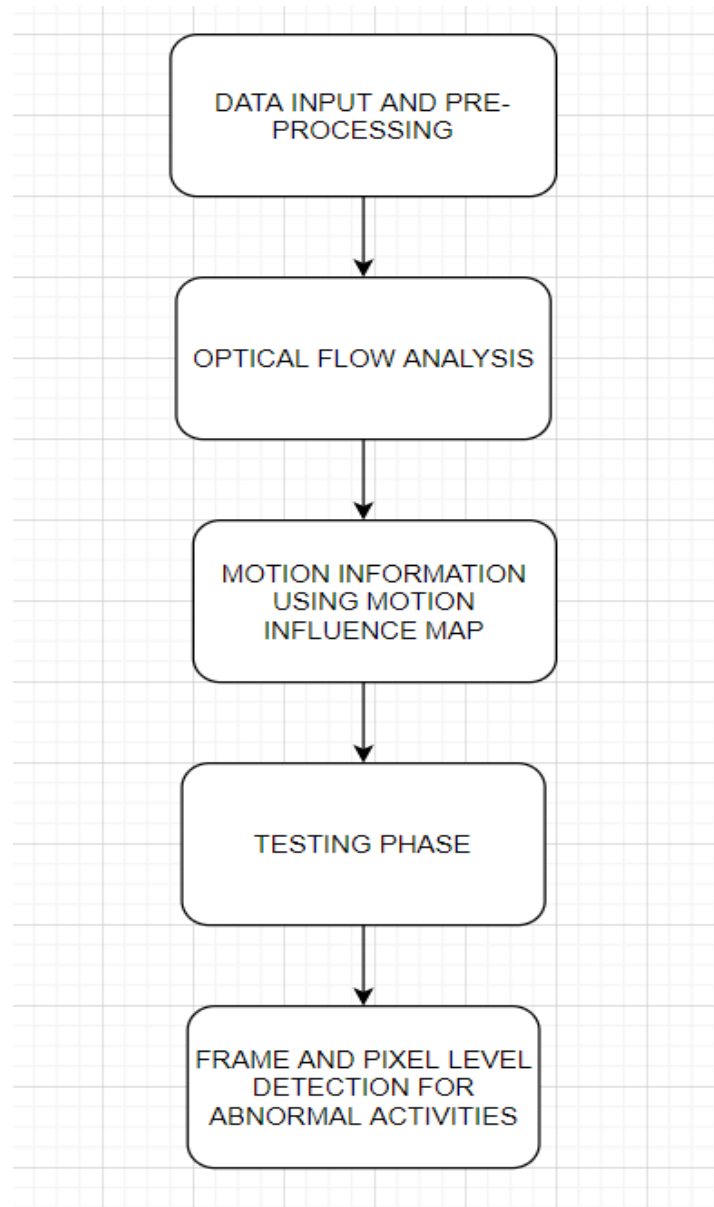 DATA INPUT AND PRE-
PROCESSING
OPTICAL FLOW ANALYSIS
MOTION INFORMATION
USING MOTION
INFLUENCE MAP
TESTING PHASE
FRAME AND PIXEL LEVEL
DETECTION FOR
ABNORMAL ACTIVITIES